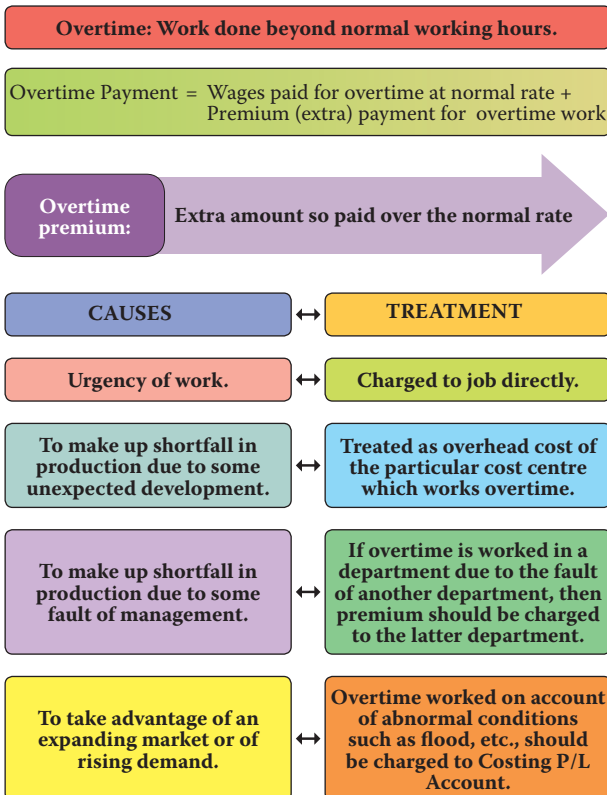 Overtime: Work done beyond normal working hours.
Overtime Payment = Wages paid for overtime at normal rate +
Premium (extra) payment for overtime work
Overtime
premium:
Extra amount so paid over the normal rate
CAUSES
TREATMENT
Urgency of work.
Charged to job directly.
To make up shortfall in
production due to some
unexpected development.
Treated as overhead cost of
the particular cost centre
which works overtime.
To make up shortfall in
production due to some
fault of management.
If overtime is worked in a
department due to the fault
of another department, then
premium should be charged
to the latter department.
To take advantage of an
expanding market or of
rising demand.
Overtime worked on account
of abnormal conditions
such as flood, etc., should
be charged to Costing P/L
Account.